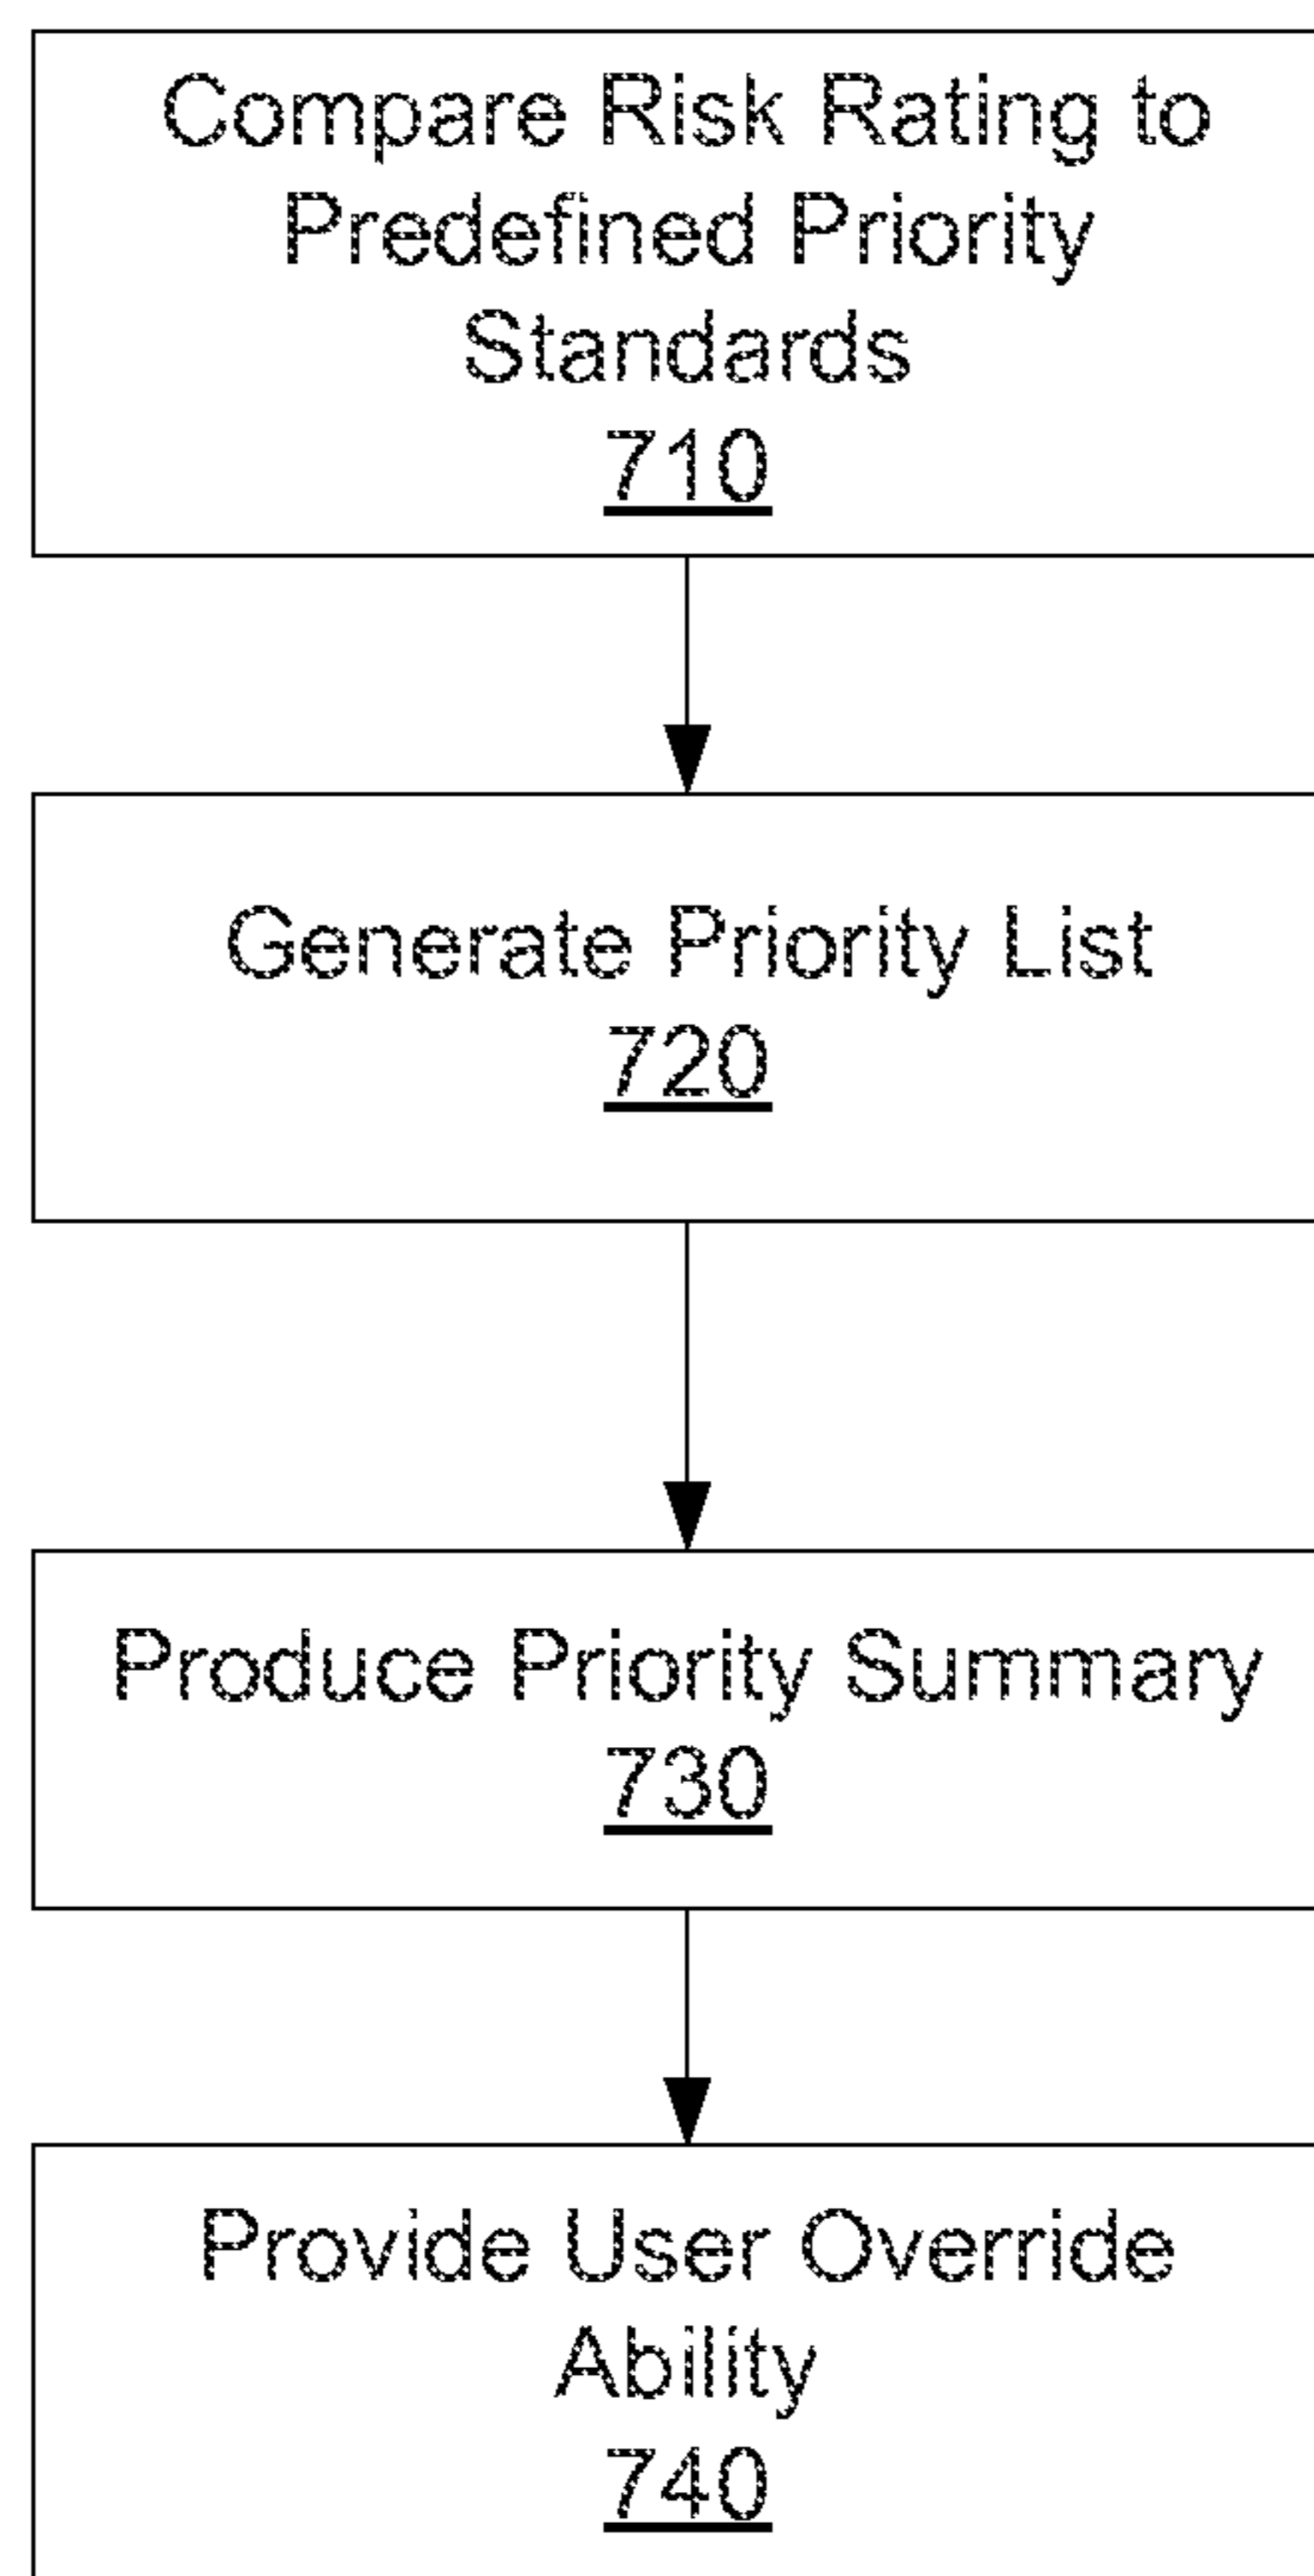 Compare Risk Rating to
Predefined Priority
Standards
710
Generate Priority List
720
Produce Priority Summary
730
Provide User Override
Ability
740